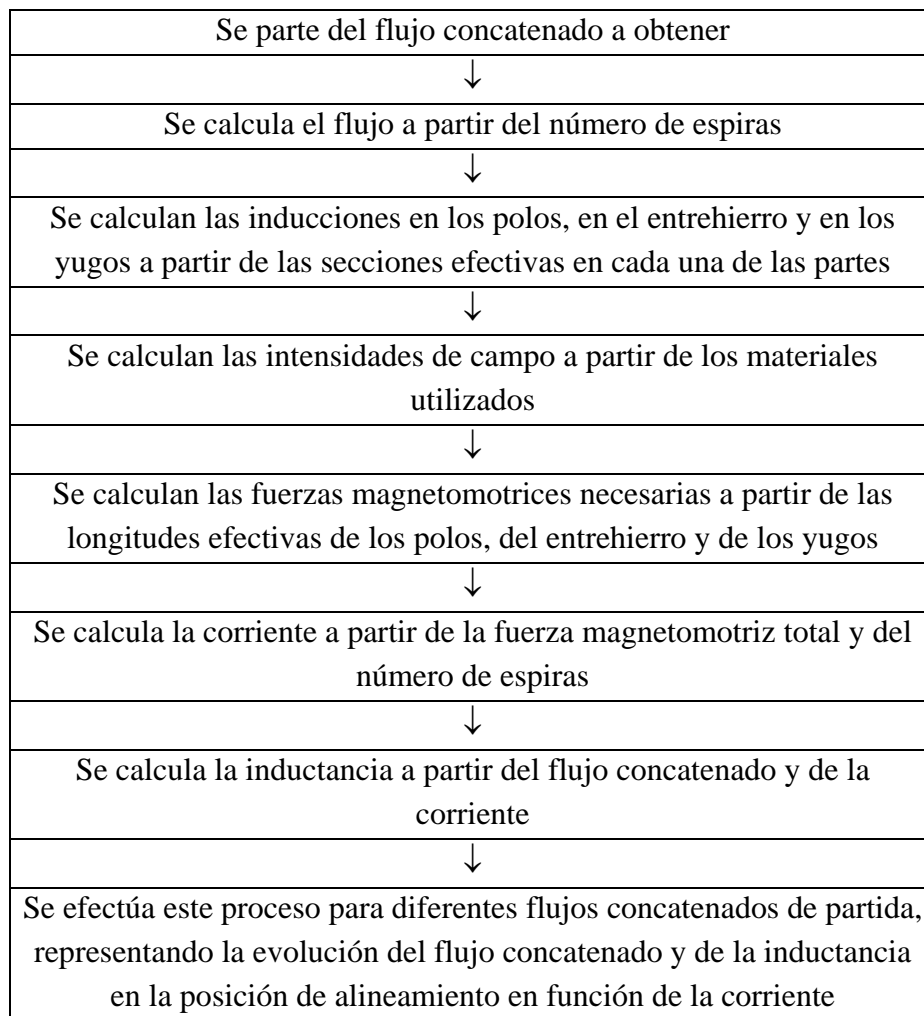 Se parte del flujo concatenado a obtener
↓
Se calcula el flujo a partir del número de espiras
↓
Se calculan las inducciones en los polos, en el entrehierro y en los
yugos a partir de las secciones efectivas en cada una de las partes
↓
Se calculan las intensidades de campo a partir de los materiales
utilizados
↓
Se calculan las fuerzas magnetomotrices necesarias a partir de las
longitudes efectivas de los polos, del entrehierro y de los yugos
↓
Se calcula la corriente a partir de la fuerza magnetomotriz total y del
número de espiras
↓
Se calcula la inductancia a partir del flujo concatenado y de la
corriente
↓
Se efectúa este proceso para diferentes flujos concatenados de partida,
representando la evolución del flujo concatenado y de la inductancia
en la posición de alineamiento en función de la corriente